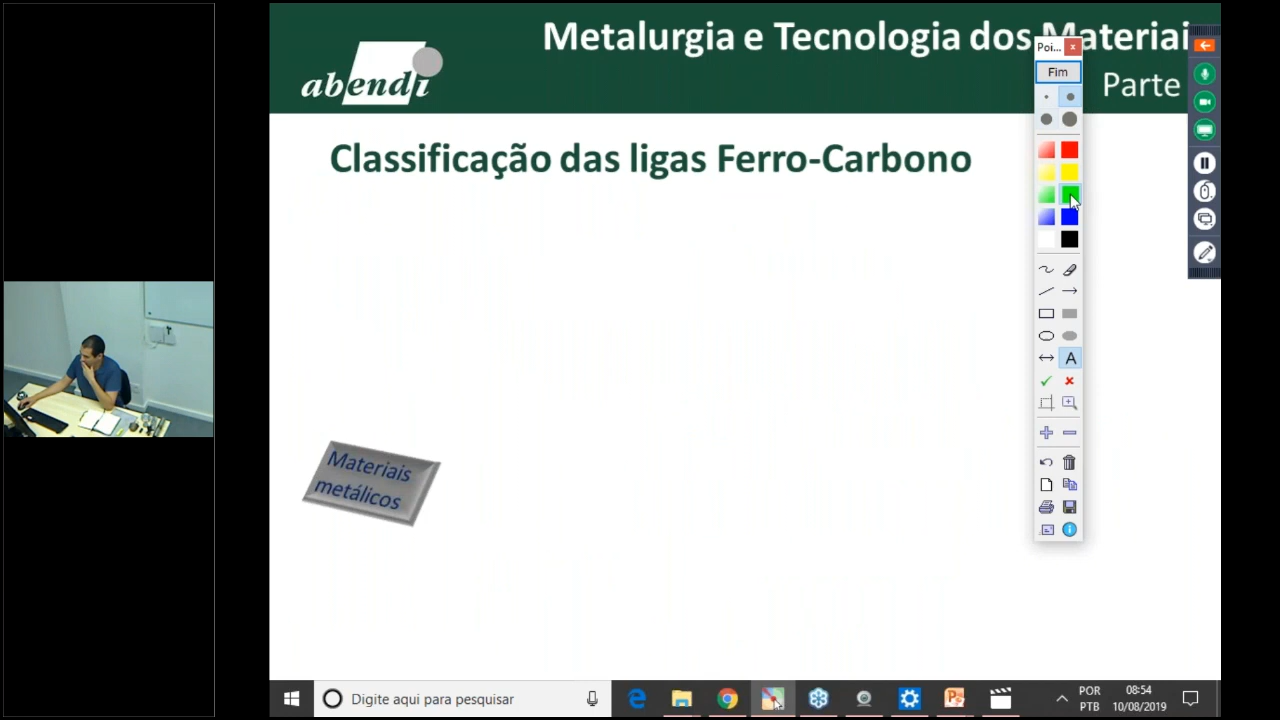 Metalurgia e Tecnologia dos Materiai
Parte
abendi
Classificação das ligas Ferro-Carbono
Materiais
metálicos
Poi...
Fim
A
Digite aqui para pesquisar
POR
PTB
08:54
10/08/2019